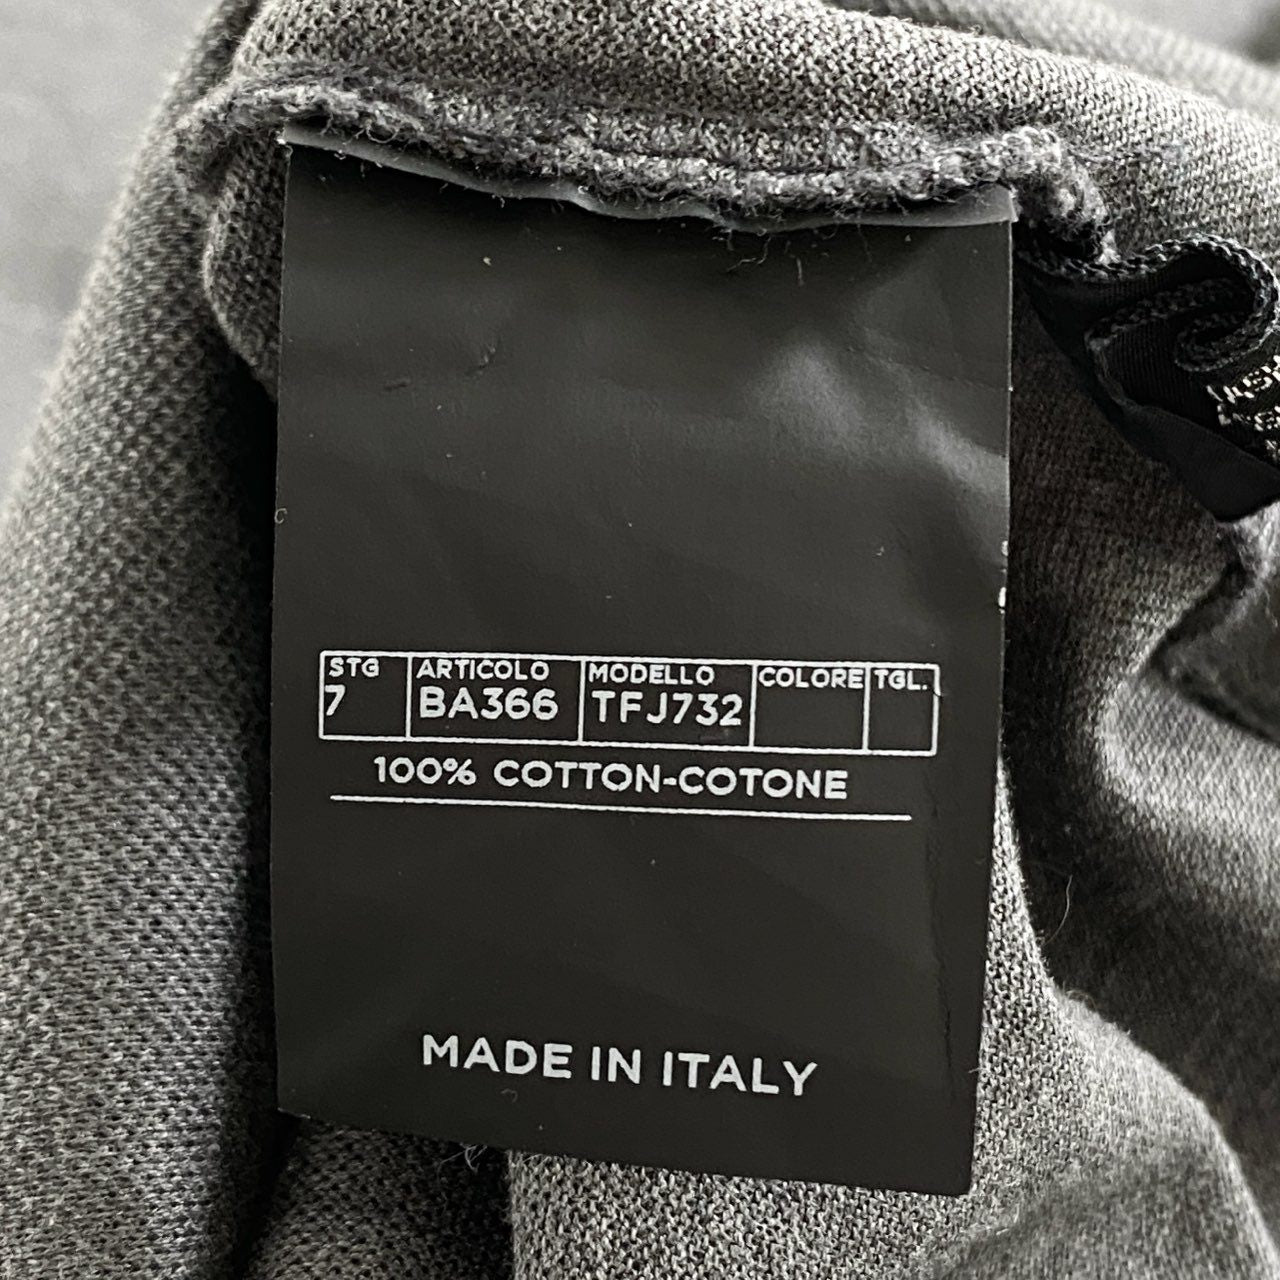 STG ARTICOLO MODELLO COLORE TGL.
7 BA366 TFJ732
100% COTTON-COTONE
MADE IN ITALY